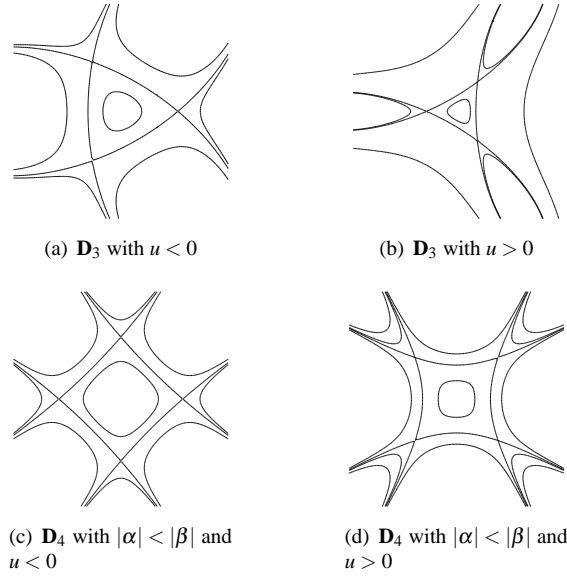 (a) D₃ with u < 0
(b) D₃ with u > 0
(c) D₄ with |α| < |β| and
u < 0
(d) D₄ with |α| < |β| and
u > 0